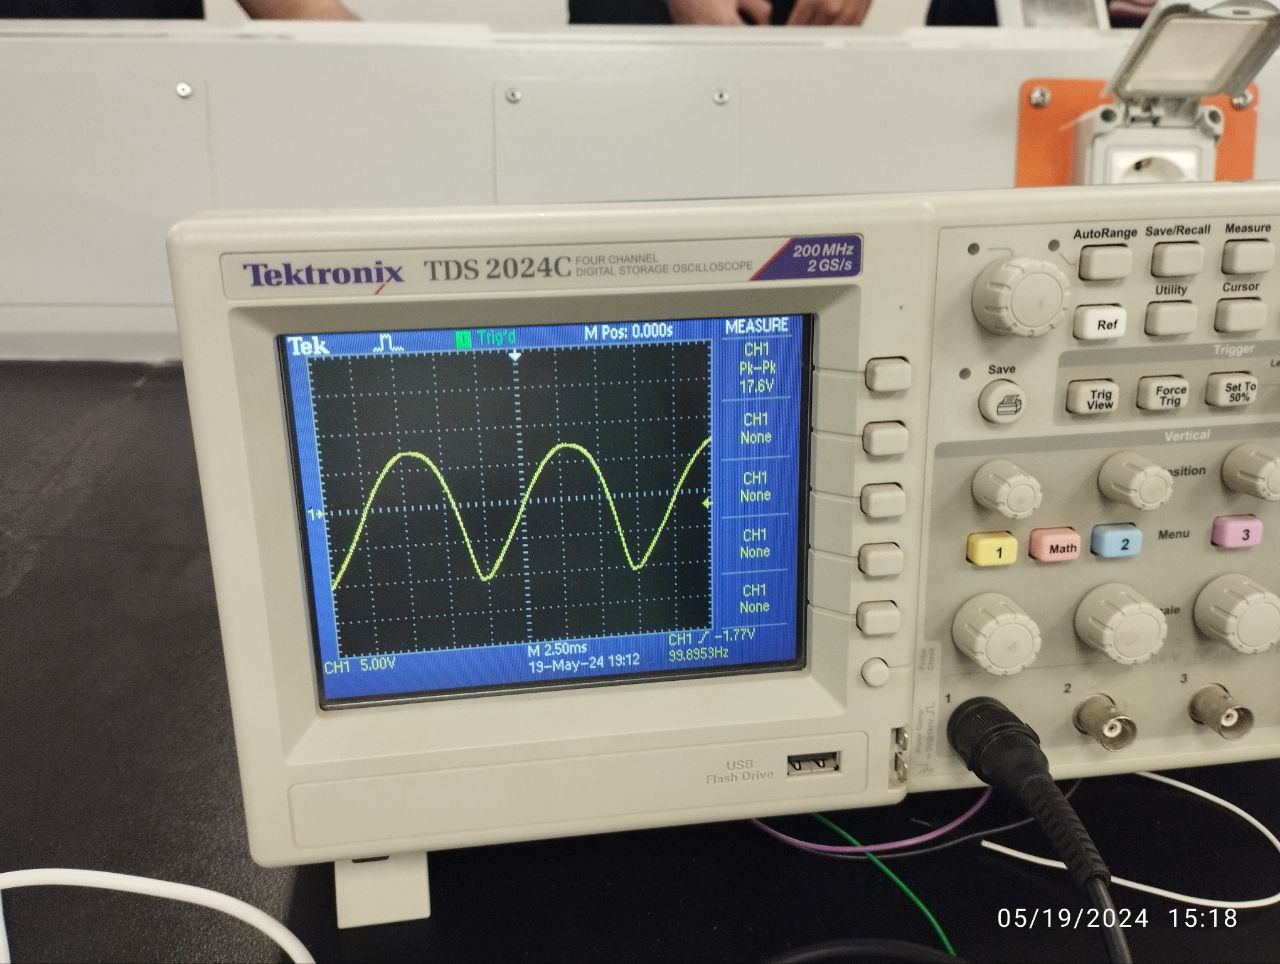 Tektronix TDS 2024C FOUR CHANNEL
DIGITAL STORAGE OSCILLOSCOPE
200 MHz
2 GS/s
Tek
Trig'd
M Pos: 0.000s
MEASURE
CH1
Pk-Pk
17.6V
CH1
None
CH1
None
CH1
None
CH1
None
1
CH1 5.00V
M 2.50ms
19-May-24 19:12
CH1 -1.77V
99.8953Hz
AutoRange
Save/Recall
Measure
Utility
Cursor
Ref
Save
Trigger
Trig
View
Force
Trig
Set To
50%
Vertical
1
Math
2
Menu
3
1
2
3
USB
Flash Drive
Probe
Check
05/19/2024 15:18